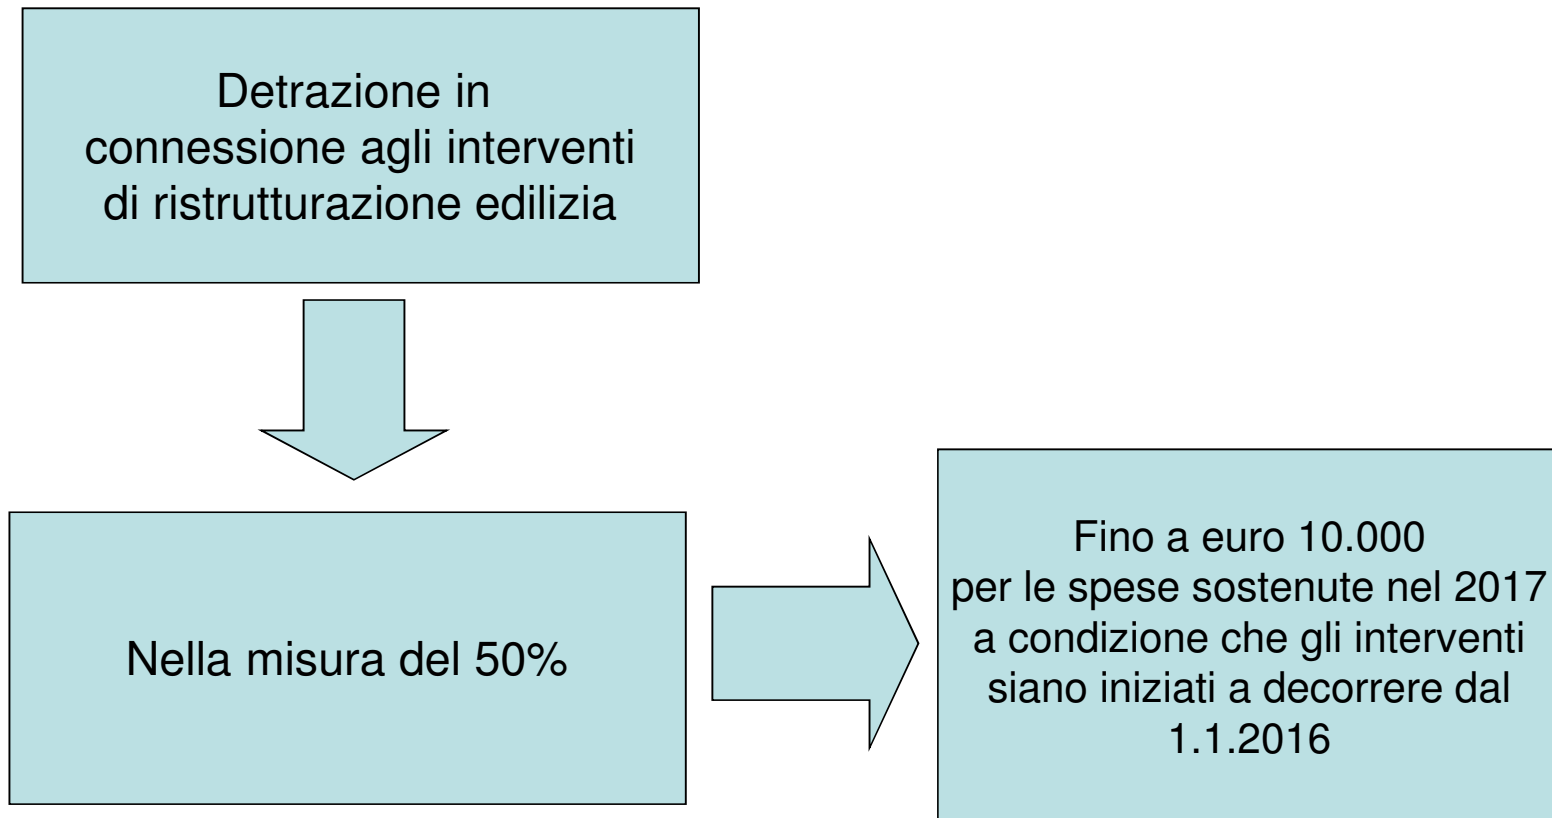 Detrazione in
connessione agli interventi
di ristrutturazione edilizia
Nella misura del 50%
Fino a euro 10.000
per le spese sostenute nel 2017
a condizione che gli interventi
siano iniziati a decorrere dal
1.1.2016